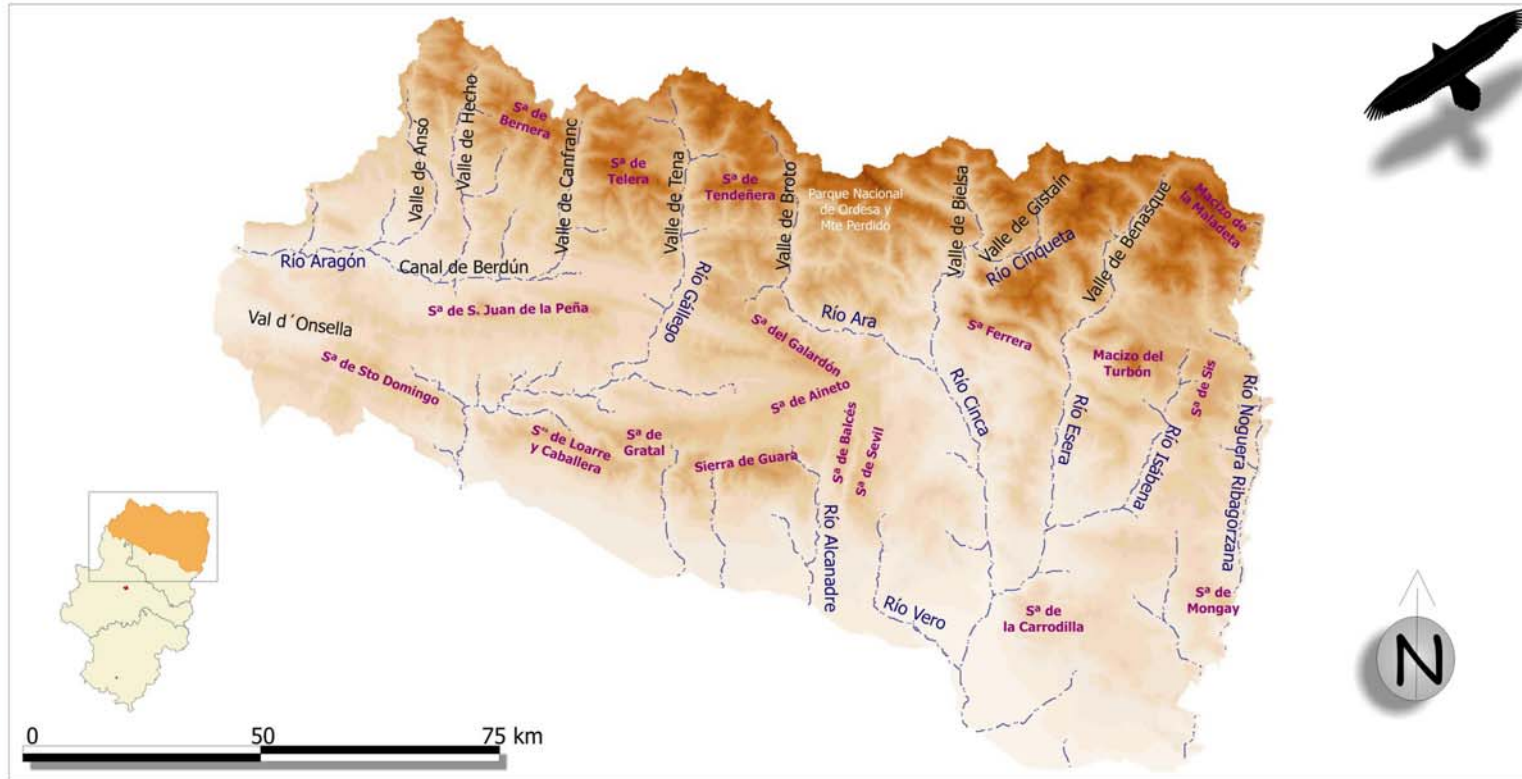 Valle de Ansó
Valle de Hecho
Sª de
Bernera
Valle de Canfranc
Sª de
Telera
Valle de Tena
Sª de
Tendeñera
Valle de Broto
Parque Nacional
de Ordesa y
Mte Perdido
Valle de Bielsa
Valle de Gistaín
Río Cinqueta
Valle de Benasque
Macizo de
la Maladeta
Río Aragón
Canal de Berdún
Sª de S. Juan de la Peña
Val d´Onsella
Río Gállego
Sª del Galardón
Río Ara
Sª Ferrera
Macizo del
Turbón
Sª de Sis
Río Noguera Ribagorzana
Sª de Sto Domingo
Sª de Aineto
Río Cinca
Río Esera
Río Isabena
Sªˢ de Loarre
y Caballera
Sª de
Gratal
Sierra de Guara
Sª de Balcés
Sª de Sevil
Río Alcanadre
Río Vero
Sª de
la Carrodilla
Sª de
Mongay
N
0 50 75 km